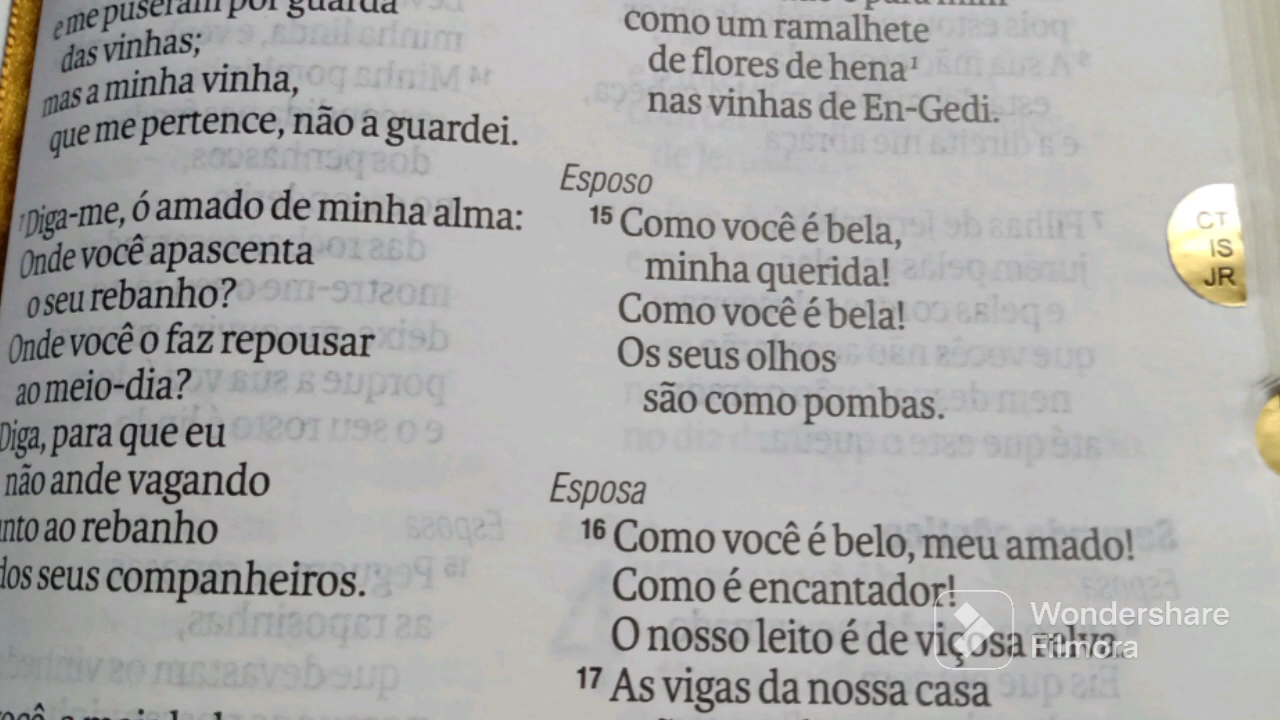 e me puseram por guarda
das vinhas;
mas a minha vinha,
que me pertence, não a guardei.
7 Diga-me, ó amado de minha alma:
Onde você apascenta
o seu rebanho?
Onde você o faz repousar
ao meio-dia?
Diga, para que eu
não ande vagando
ao rebanho
dos seus companheiros.
como um ramalhete
de flores de hena¹
nas vinhas de En-Gedi.
Esposo
15 Como você é bela,
minha querida!
Como você é bela!
Os seus olhos
são como pombas.
Esposa
16 Como você é belo, meu amado!
Como é encantador!
O nosso leito é de viçosa relva.
17 As vigas da nossa casa
CT
IS
JR
Wondershare
Filmora